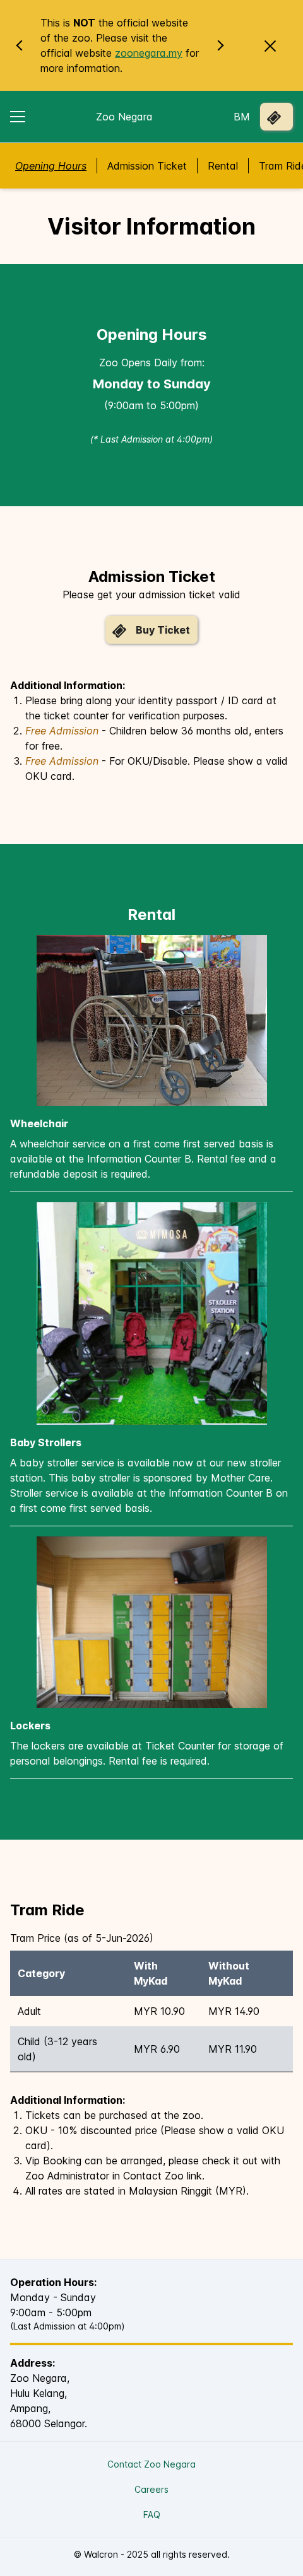 This is NOT the official website
of the zoo. Please visit the
official website zoonegara.my for
more information.
Zoo Negara
BM
Opening Hours
Admission Ticket
Rental
Tram Ride
Visitor Information
Opening Hours
Zoo Opens Daily from:
Monday to Sunday
(9:00am to 5:00pm)
(* Last Admission at 4:00pm)
Admission Ticket
Please get your admission ticket valid
Buy Ticket
Additional Information:
1. Please bring along your identity passport / ID card at
the ticket counter for verification purposes.
2. Free Admission - Children below 36 months old, enters
for free.
3. Free Admission - For OKU/Disable. Please show a valid
OKU card.
Rental
Wheelchair
A wheelchair service on a first come first served basis is
available at the Information Counter B. Rental fee and a
refundable deposit is required.
MIMOSA
Baby Strollers
A baby stroller service is available now at our new stroller
station. This baby stroller is sponsored by Mother Care.
Stroller service is available at the Information Counter B on
a first come first served basis.
Lockers
The lockers are available at Ticket Counter for storage of
personal belongings. Rental fee is required.
Tram Ride
Tram Price (as of 5-Jun-2026)
Category
With
MyKad
Without
MyKad
Adult
MYR 10.90
MYR 14.90
Child (3-12 years
old)
MYR 6.90
MYR 11.90
Additional Information:
1. Tickets can be purchased at the zoo.
2. OKU - 10% discounted price (Please show a valid OKU
card).
3. Vip Booking can be arranged, please check it out with
Zoo Administrator in Contact Zoo link.
4. All rates are stated in Malaysian Ringgit (MYR).
Operation Hours:
Monday - Sunday
9:00am - 5:00pm
(Last Admission at 4:00pm)
Address:
Zoo Negara,
Hulu Kelang,
Ampang,
68000 Selangor.
Contact Zoo Negara
Careers
FAQ
© Walcron - 2025 all rights reserved.